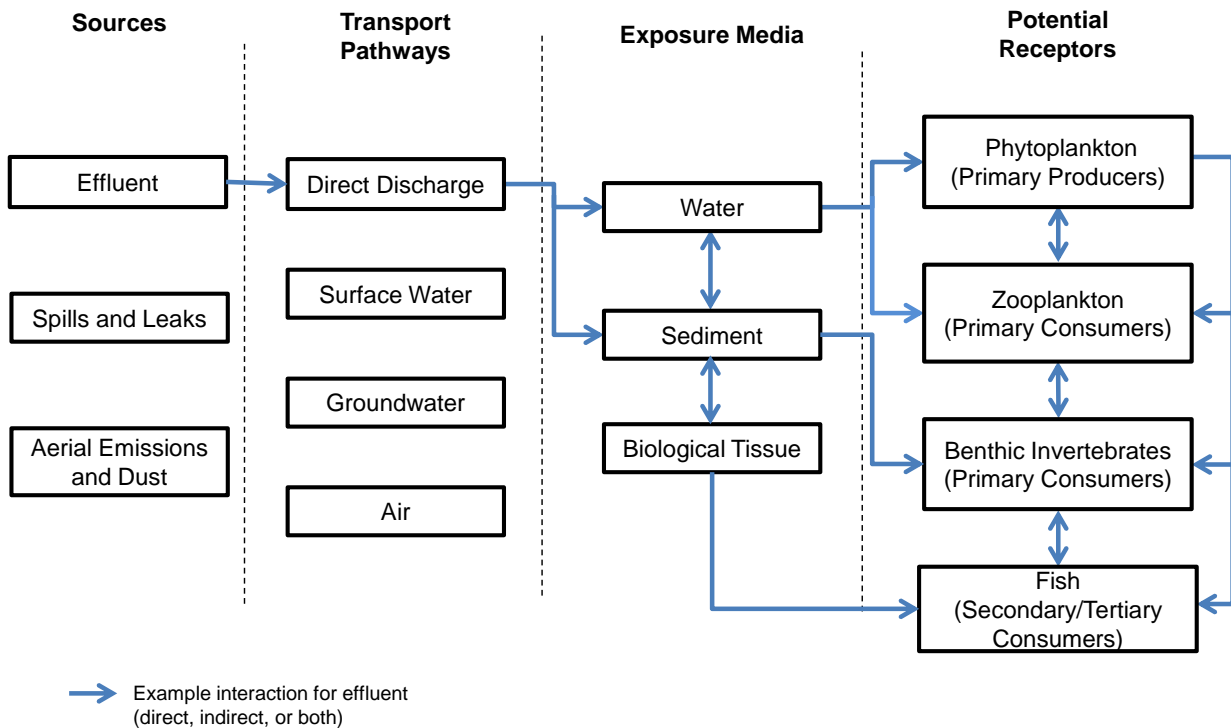 Sources
Transport
Pathways
Exposure Media
Potential
Receptors
Effluent
Spills and Leaks
Aerial Emissions
and Dust
Direct Discharge
Surface Water
Groundwater
Air
Water
Sediment
Biological Tissue
Phytoplankton
(Primary Producers)
Zooplankton
(Primary Consumers)
Benthic Invertebrates
(Primary Consumers)
Fish
(Secondary/Tertiary
Consumers)
Example interaction for effluent
(direct, indirect, or both)